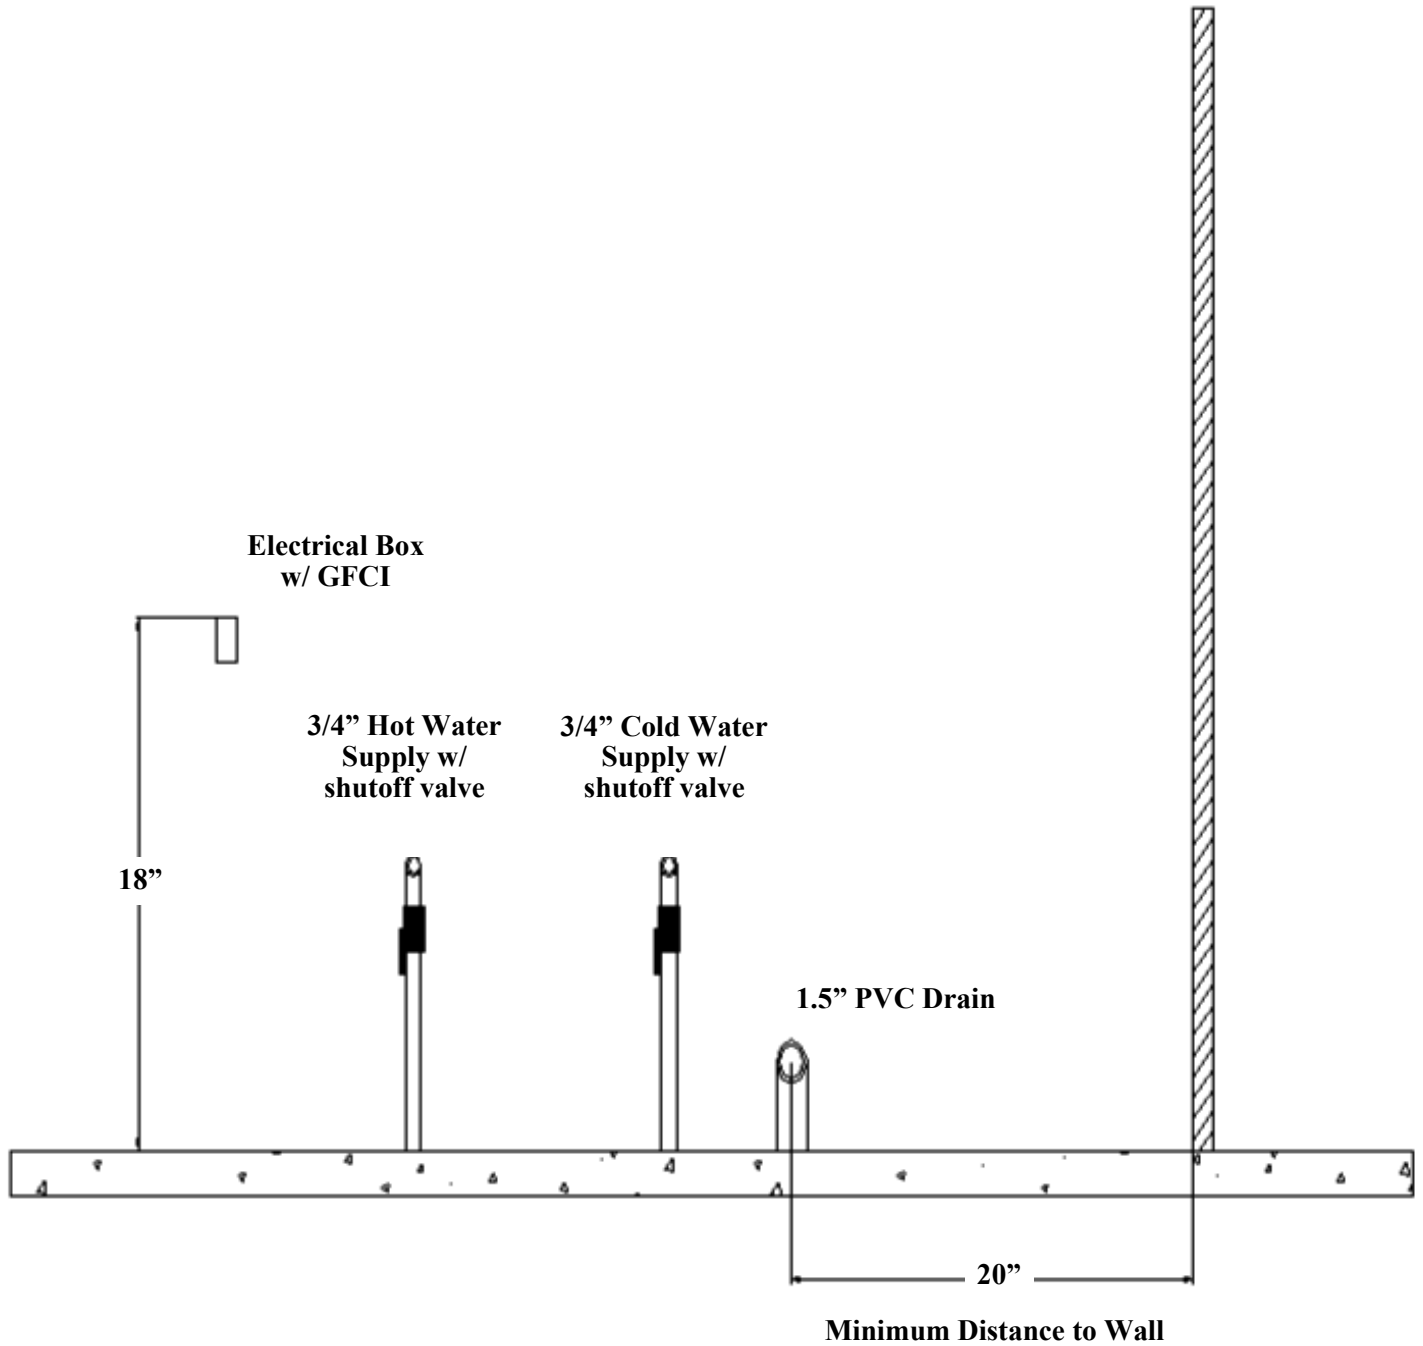 Electrical Box
w/ GFCI
3/4” Hot Water
Supply w/
shutoff valve
3/4” Cold Water
Supply w/
shutoff valve
18”
1.5” PVC Drain
20”
Minimum Distance to Wall